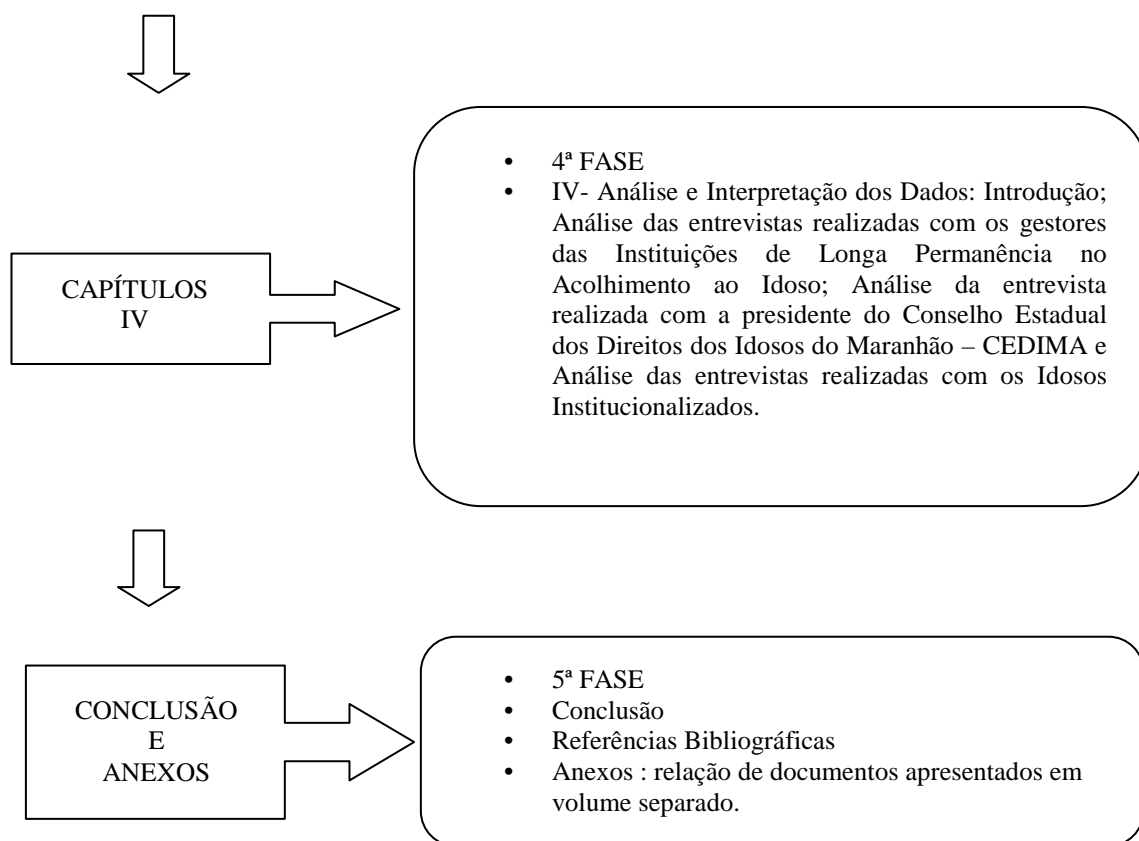 CAPÍTULOS
IV
• 4ª FASE
• IV- Análise e Interpretação dos Dados: Introdução;
Análise das entrevistas realizadas com os gestores
das Instituições de Longa Permanência no
Acolhimento ao Idoso; Análise da entrevista
realizada com a presidente do Conselho Estadual
dos Direitos dos Idosos do Maranhão – CEDIMA e
Análise das entrevistas realizadas com os Idosos
Institucionalizados.
CONCLUSÃO
E
ANEXOS
• 5ª FASE
• Conclusão
• Referências Bibliográficas
• Anexos : relação de documentos apresentados em
volume separado.